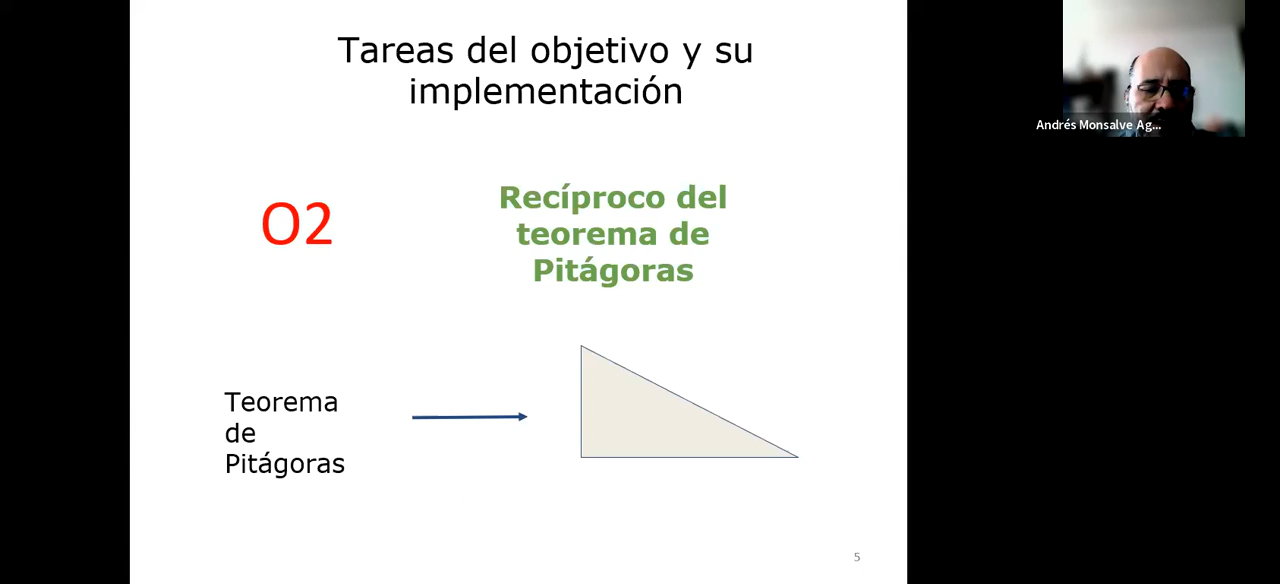 Tareas del objetivo y su
implementación
Andrés Monsalve Ag...
O2
Recíproco del
teorema de
Pitágoras
Teorema
de
Pitágoras
5